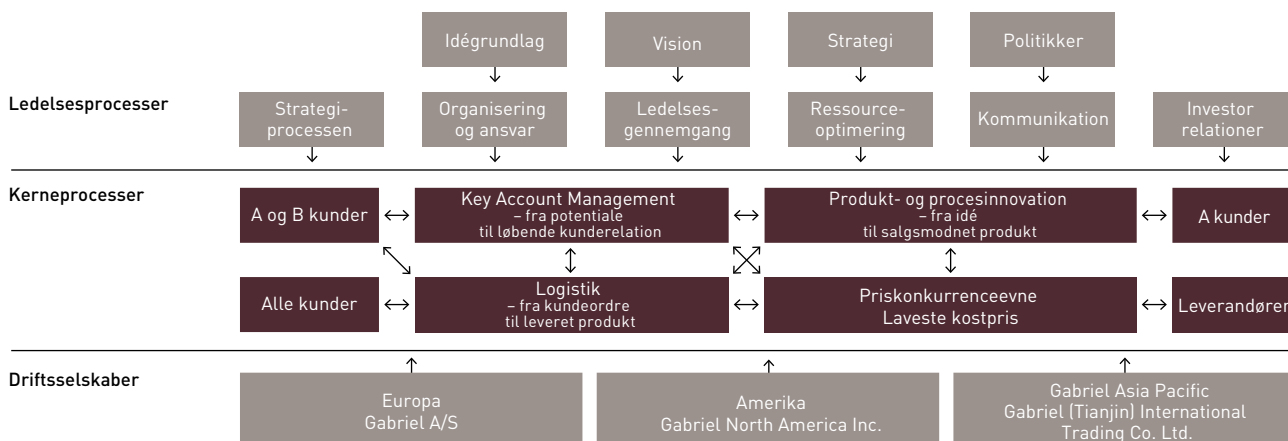 Idégrundlag
Vision
Strategi
Politikker
Ledelsesprocesser
Strategi-
processen
Organisering
og ansvar
Ledelses-
gennemgang
Ressource-
optimering
Kommunikation
Investor
relationer
Kerneprocesser
A og B kunder
Key Account Management
– fra potentiale
til løbende kunderelation
Produkt- og procesinnovation
– fra idé
til salgsmodnet produkt
A kunder
Alle kunder
Logistik
– fra kundeordre
til leveret produkt
Priskonkurrenceevne
Laveste kostpris
Leverandører
Driftsselskaber
Europa
Gabriel A/S
Amerika
Gabriel North America Inc.
Gabriel Asia Pacific
Gabriel (Tianjin) International
Trading Co. Ltd.